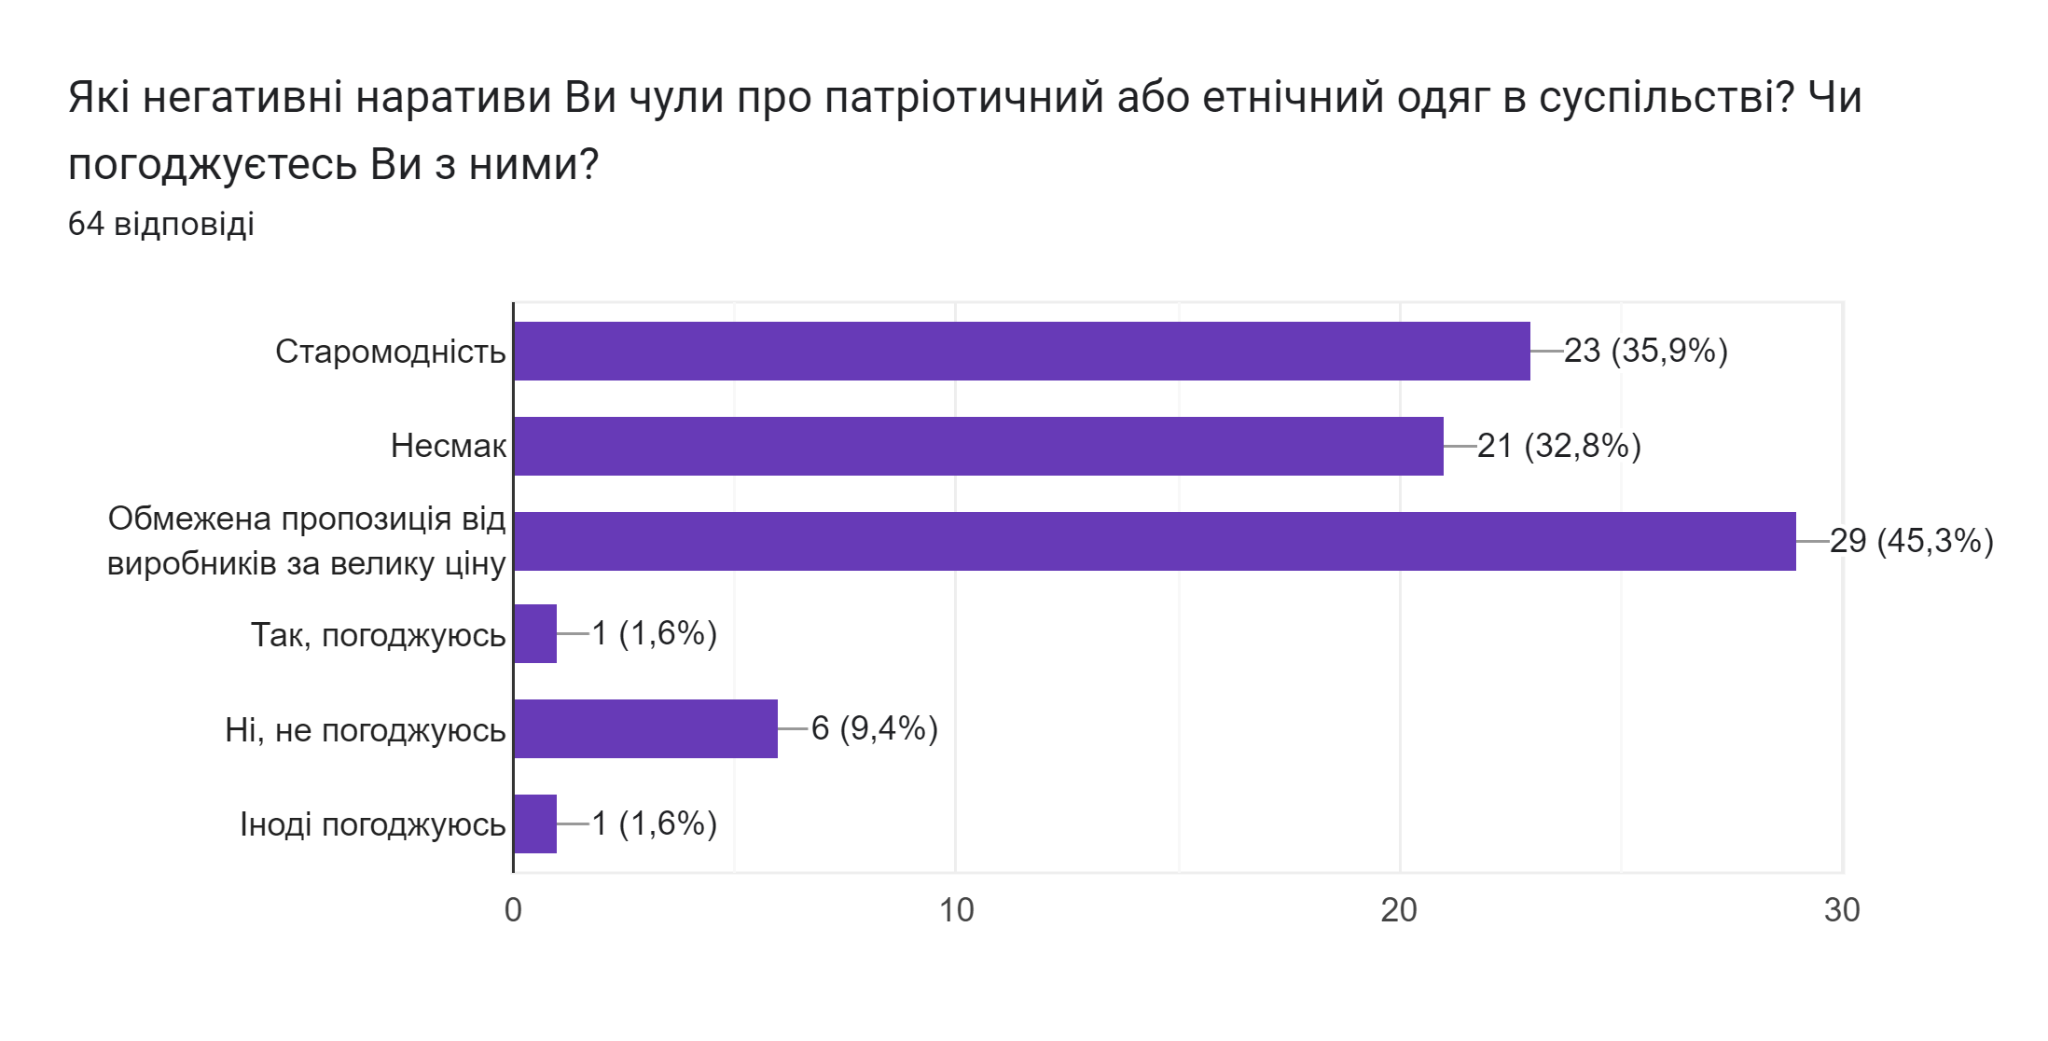 Які негативні наративи Ви чули про патріотичний або етнічний одяг в суспільстві? Чи
погоджуєтесь Ви з ними?
64 відповіді
Старомодність
23 (35,9%)
Несмак
21 (32,8%)
Обмежена пропозиція від
виробників за велику ціну
29 (45,3%)
Так, погоджуюсь
1 (1,6%)
Ні, не погоджуюсь
6 (9,4%)
Іноді погоджуюсь
1 (1,6%)
0 10 20 30